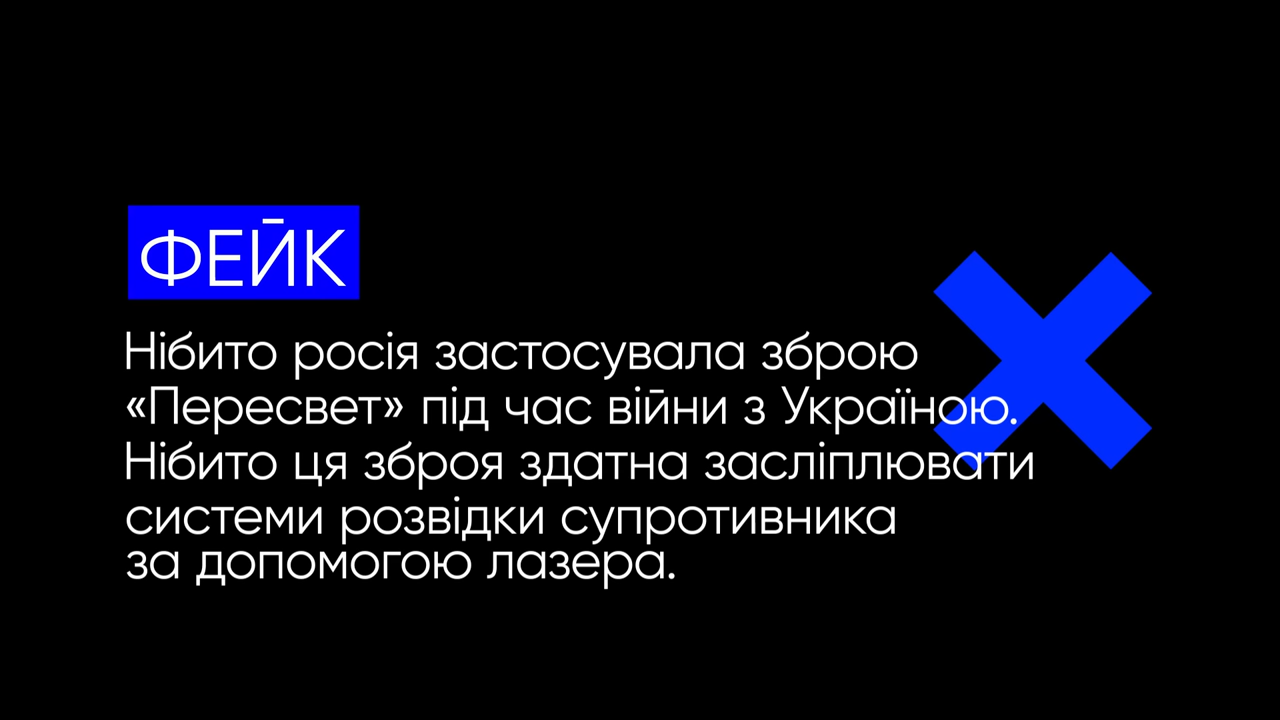 ФЕЙК
Нібито росія застосувала зброю
«Пересвет» під час війни з Україною.
Нібито ця зброя здатна засліплювати
системи розвідки супротивника
за допомогою лазера.